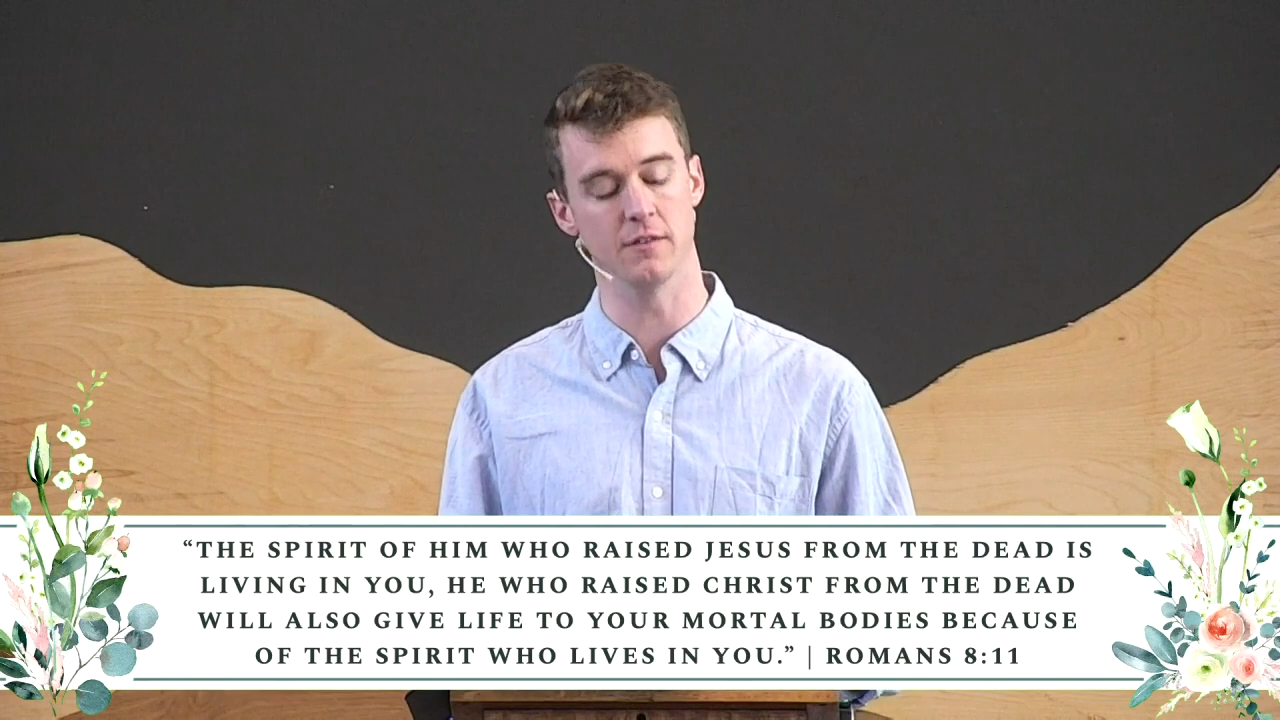 “THE SPIRIT OF HIM WHO RAISED JESUS FROM THE DEAD IS
LIVING IN YOU, HE WHO RAISED CHRIST FROM THE DEAD
WILL ALSO GIVE LIFE TO YOUR MORTAL BODIES BECAUSE
OF THE SPIRIT WHO LIVES IN YOU.” | ROMANS 8:11